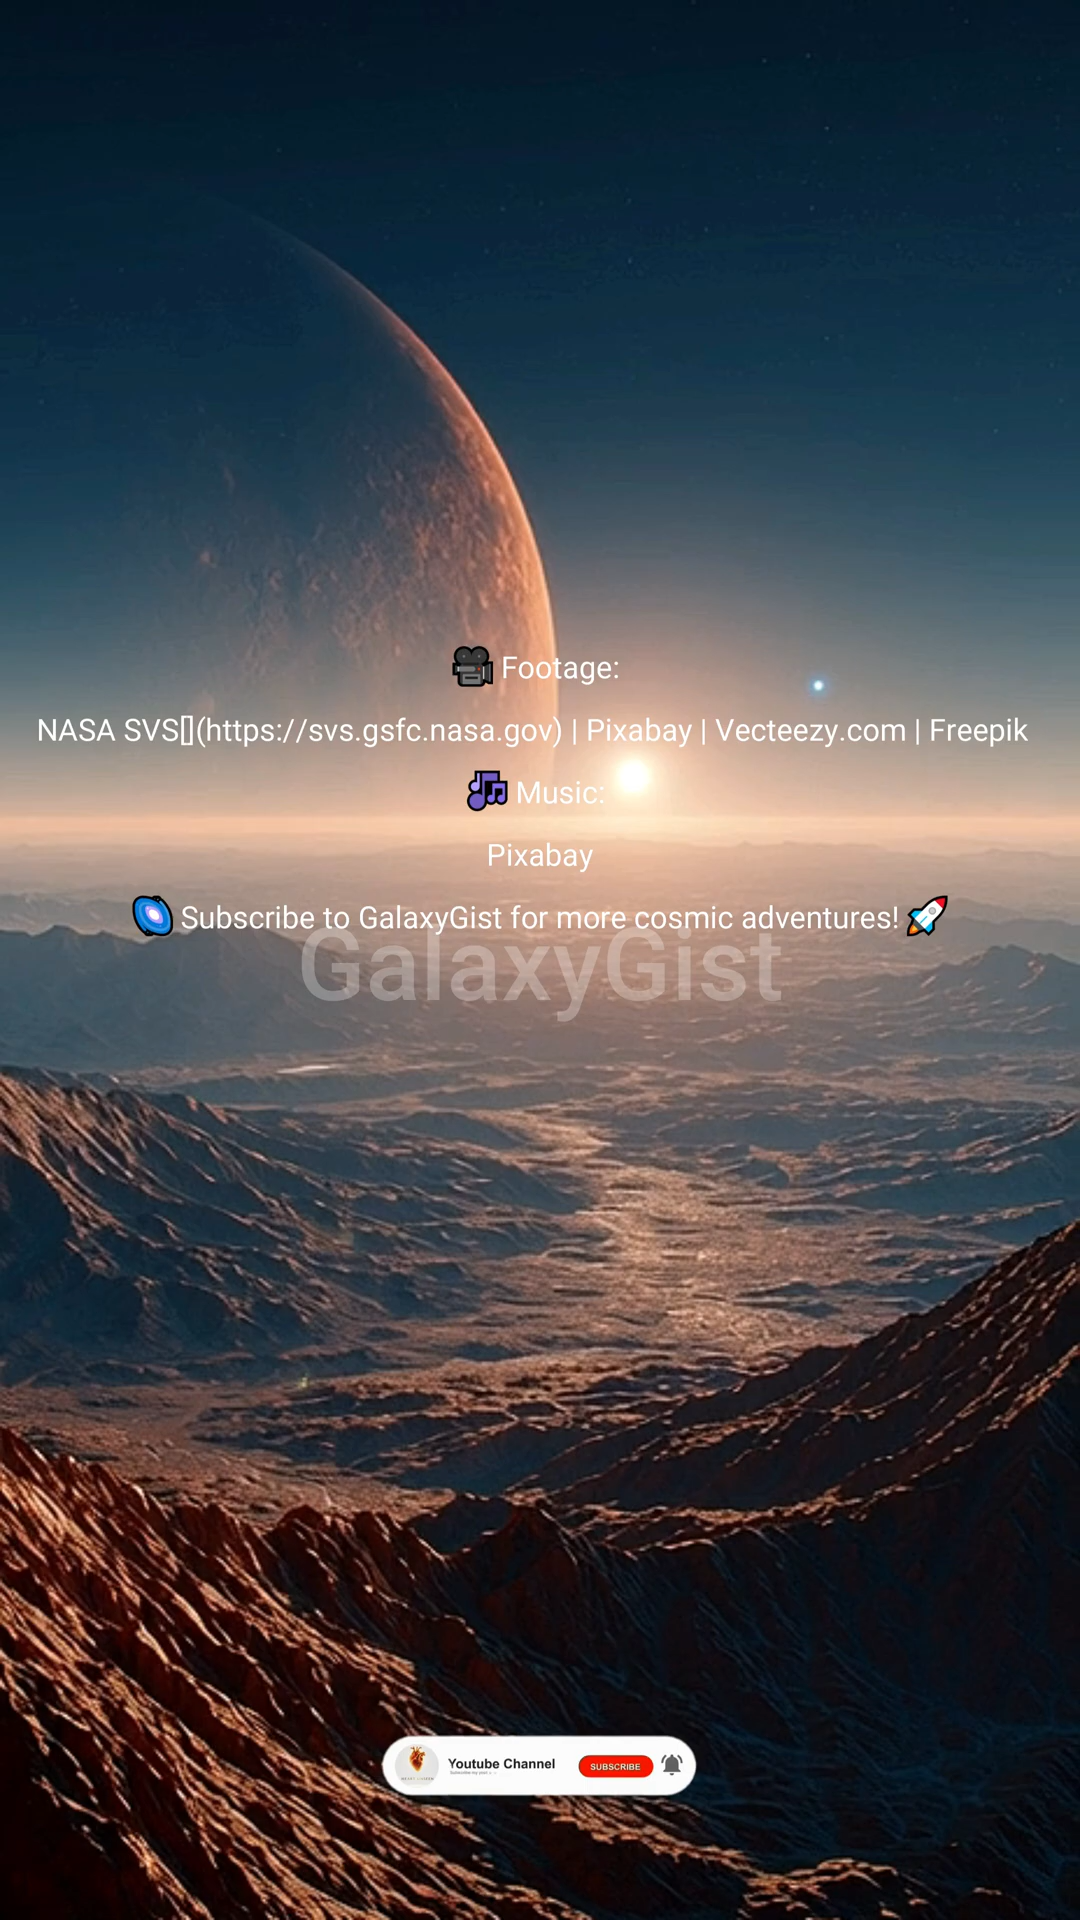 🎥 Footage:
NASA SVS[](https://svs.gsfc.nasa.gov) | Pixabay | Vecteezy.com | Freepik
🎶 Music:
Pixabay
🌌 Subscribe to GalaxyGist for more cosmic adventures! 🚀
GalaxyGist
Youtube Channel
SUBSCRIBE